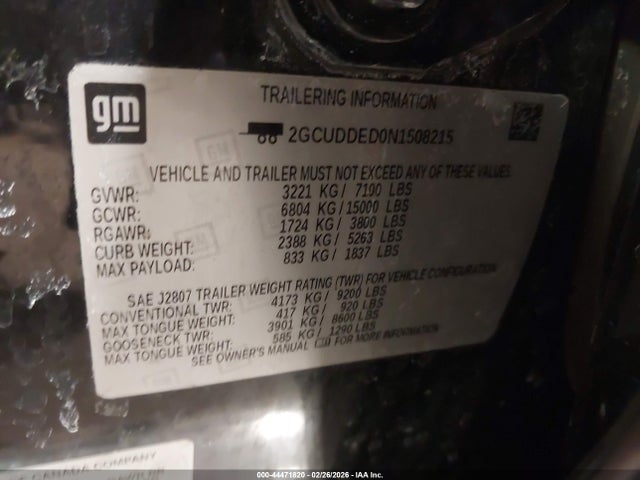 gm
TRAILERING INFORMATION
2GCUDDED0N1508215
VEHICLE AND TRAILER MUST NOT EXCEED ANY OF THESE VALUES
GVWR: 3221 KG/ 7100 LBS
GCWR: 6804 KG/15000 LBS
RGAWR: 1724 KG/ 3800 LBS
CURB WEIGHT: 2388 KG/ 5263 LBS
MAX PAYLOAD: 833 KG/ 1837 LBS
SAE J2807 TRAILER WEIGHT RATING (TWR) FOR VEHICLE CONFIGURATION
CONVENTIONAL TWR: 4173 KG/ 9200 LBS
MAX TONGUE WEIGHT: 417 KG/ 920 LBS
GOOSENECK TWR: 3901 KG/ 8600 LBS
MAX TONGUE WEIGHT: 585 KG/ 1290 LBS
SEE OWNER'S MANUAL FOR MORE INFORMATION
CANADA COMPANY
000-44471820 - 02/26/2026 - IAA Inc.